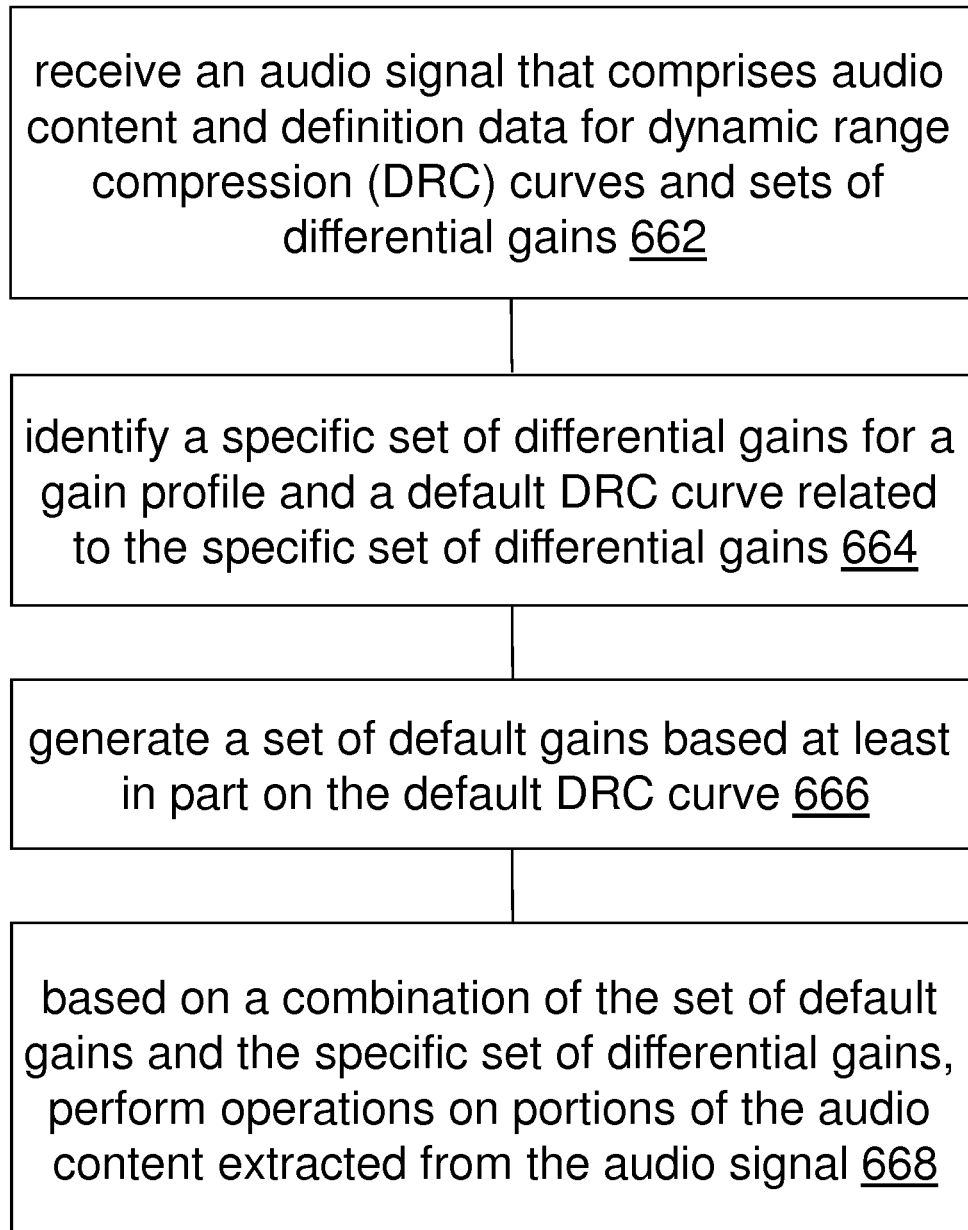 receive an audio signal that comprises audio
content and definition data for dynamic range
compression (DRC) curves and sets of
differential gains 662
identify a specific set of differential gains for a
gain profile and a default DRC curve related
to the specific set of differential gains 664
generate a set of default gains based at least
in part on the default DRC curve 666
based on a combination of the set of default
gains and the specific set of differential gains,
perform operations on portions of the audio
content extracted from the audio signal 668